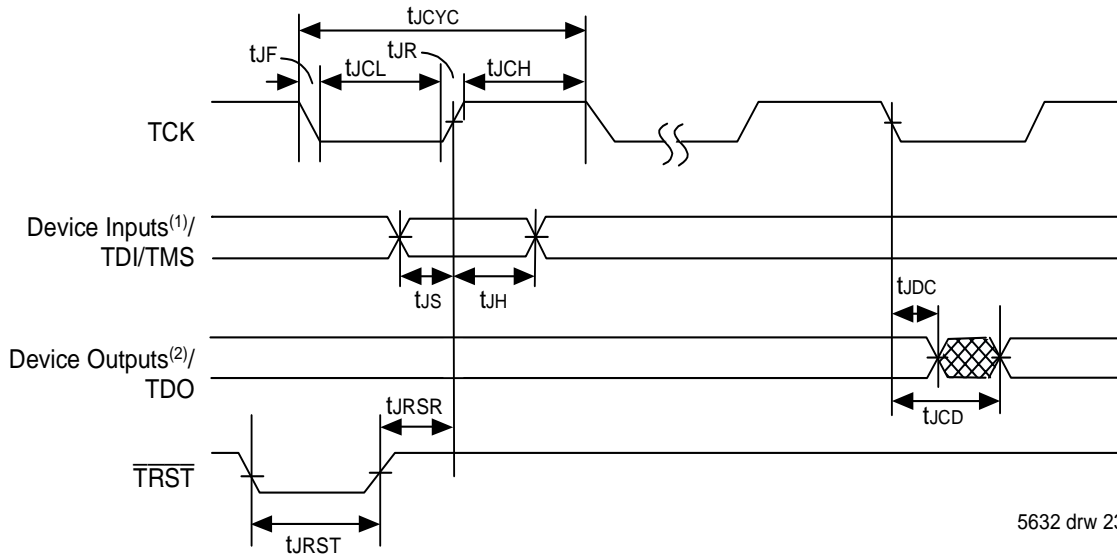 tJCYC
tJF
tJCL
tJR
tJCH
TCK
Device Inputs(1)/
TDI/TMS
tJS
tJH
tJDC
Device Outputs(2)/
TDO
tJCD
tJRSR
TRST
tJRST
5632 drw 23